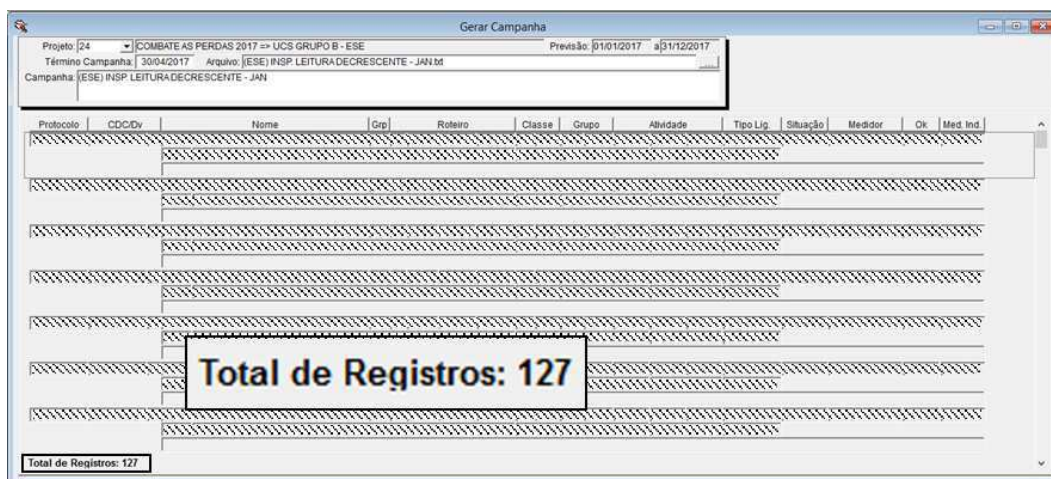 Gerar Campanha
Projeto: 24 COMBATE AS PERDAS 2017 => UCS GRUPO B - ESE Previsão: 01/01/2017 a 31/12/2017
Término Campanha: 30/04/2017 Arquivo: (ESE) INSP. LEITURA DECRESCENTE - JAN.txt ...
Campanha: (ESE) INSP. LEITURA DECRESCENTE - JAN
Protocolo CDC/Dv Nome Grp Roteiro Classe Grupo Atividade Tipo Lig. Situação Medidor Ok Med. Ind.
Total de Registros: 127
Total de Registros: 127